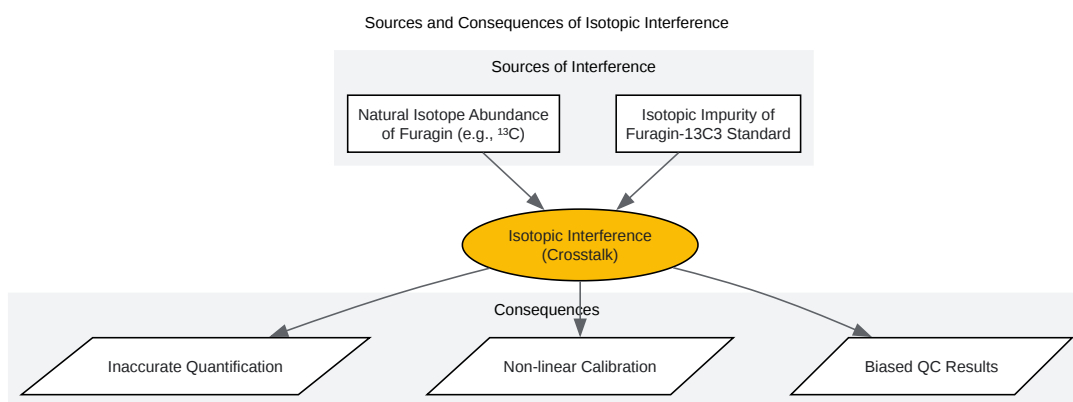 Sources and Consequences of Isotopic Interference
Sources of Interference
Natural Isotope Abundance
of Furagin (e.g., ¹³C)
Isotopic Impurity of
Furagin-13C3 Standard
Isotopic Interference
(Crosstalk)
Consequences
Inaccurate Quantification
Non-linear Calibration
Biased QC Results